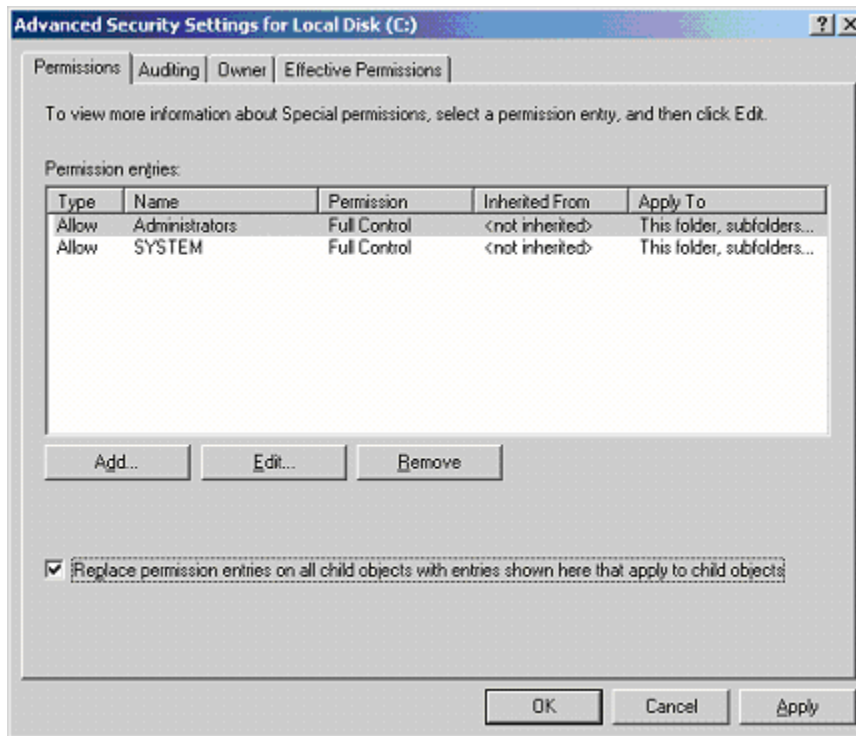 Advanced Security Settings for Local Disk (C:)
Permissions Auditing Owner Effective Permissions
To view more information about Special permissions, select a permission entry, and then click Edit.
Permission entries:
Type Name Permission Inherited From Apply To
Allow Administrators Full Control <not inherited> This folder, subfolders...
Allow SYSTEM Full Control <not inherited> This folder, subfolders...
Add... Edit... Remove
Replace permission entries on all child objects with entries shown here that apply to child objects
OK Cancel Apply